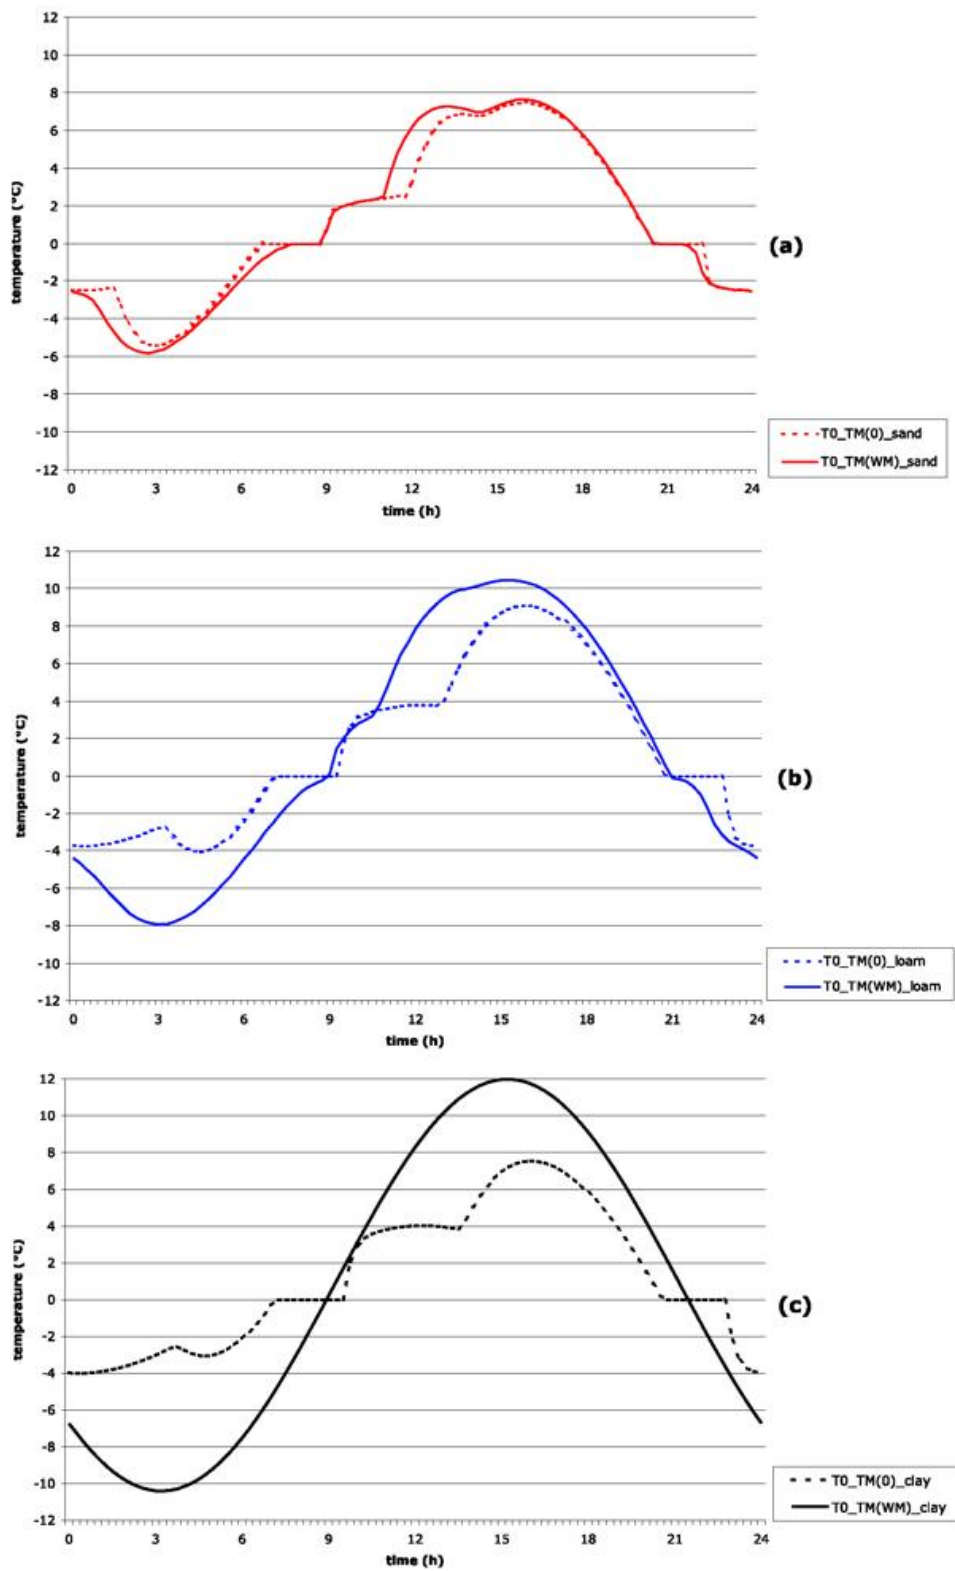 12
10
8
6
4
2
0
-2
-4
-6
-8
-10
-12
temperature (°C)
0 3 6 9 12 15 18 21 24
time (h)
(a)
T0_TM(0)_sand
T0_TM(WM)_sand
12
10
8
6
4
2
0
-2
-4
-6
-8
-10
-12
temperature (°C)
0 3 6 9 12 15 18 21 24
time (h)
(b)
T0_TM(0)_loam
T0_TM(WM)_loam
12
10
8
6
4
2
0
-2
-4
-6
-8
-10
-12
temperature (°C)
0 3 6 9 12 15 18 21 24
time (h)
(c)
T0_TM(0)_clay
T0_TM(WM)_clay